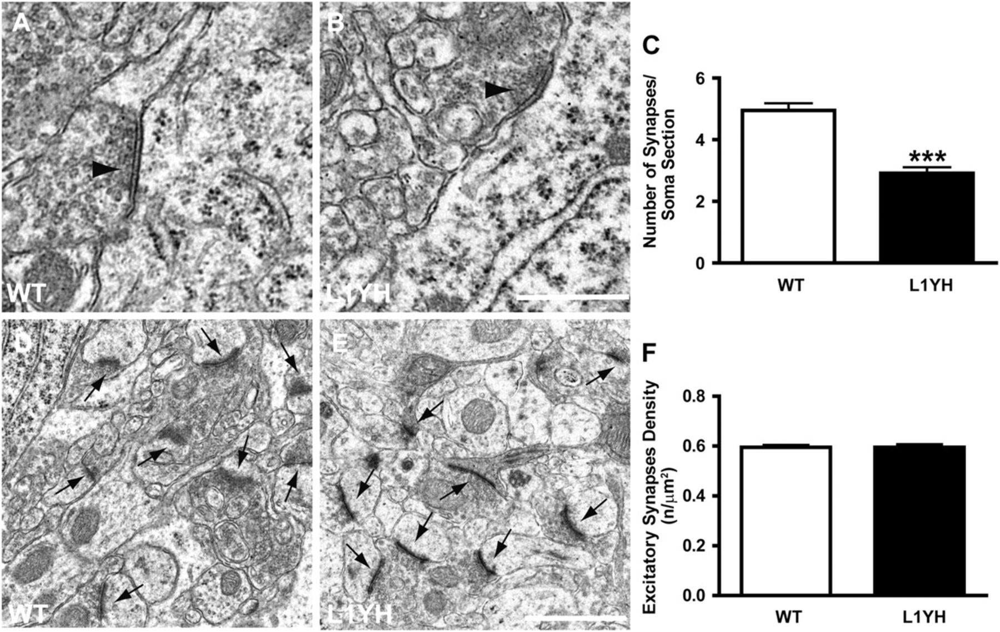 A
B
WT
L1YH
C
Number of Synapses/
Soma Section
6
4
2
0
***
WT
L1YH
D
E
WT
L1YH
F
Excitatory Synapses Density
(n/μm²)
0.8
0.6
0.4
0.2
0.0
WT
L1YH